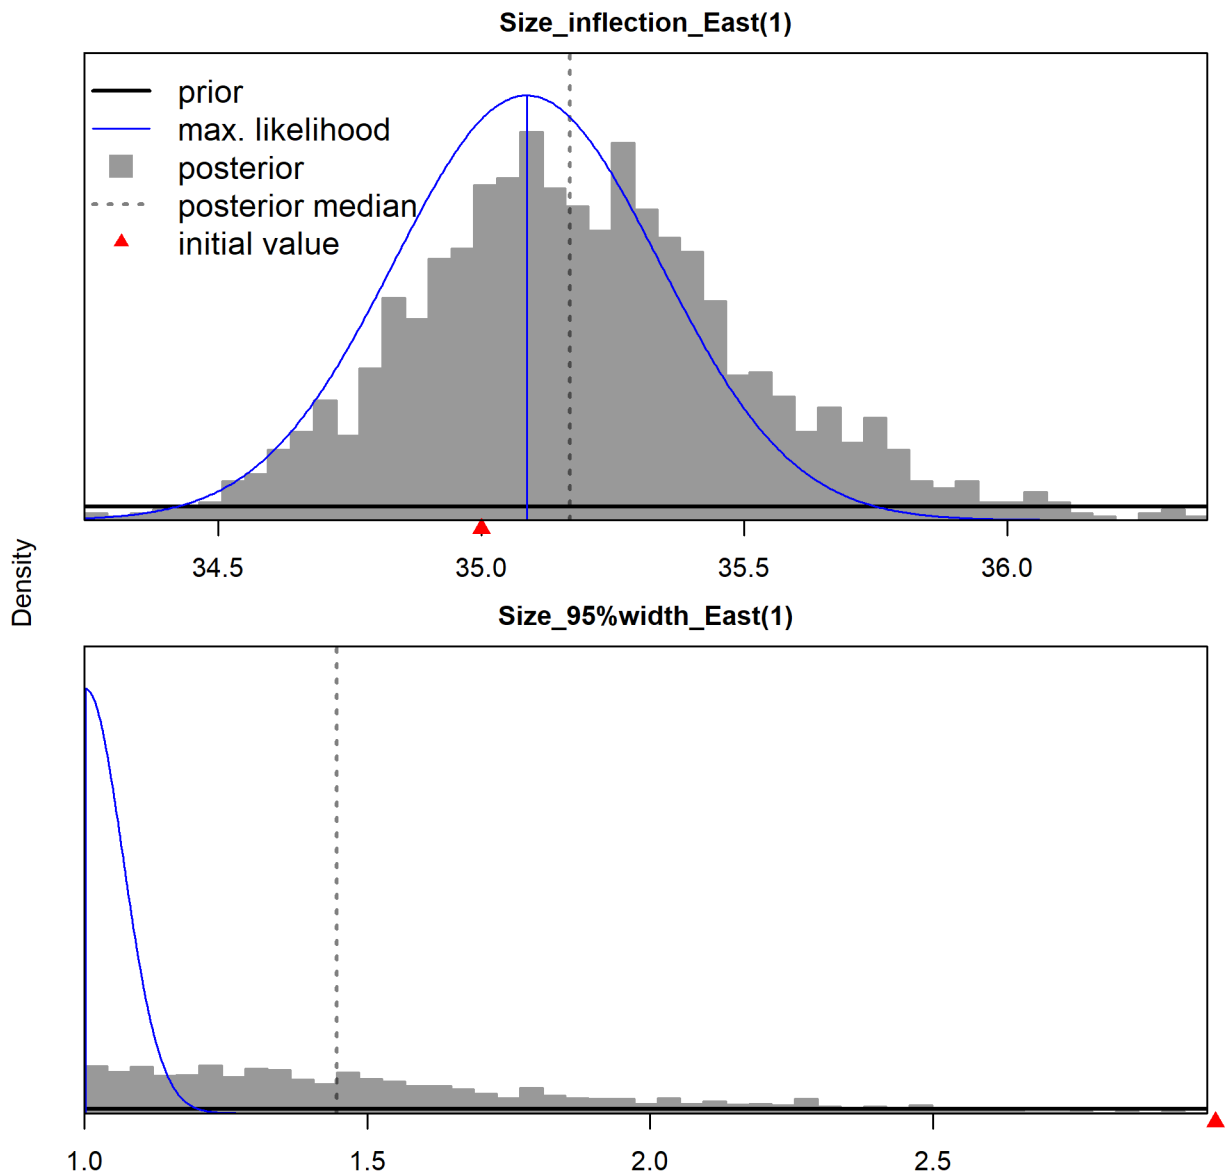 Size_inflection_East(1)
prior
max. likelihood
posterior
posterior median
initial value
34.5 35.0 35.5 36.0
Density
Size_95%width_East(1)
1.0 1.5 2.0 2.5